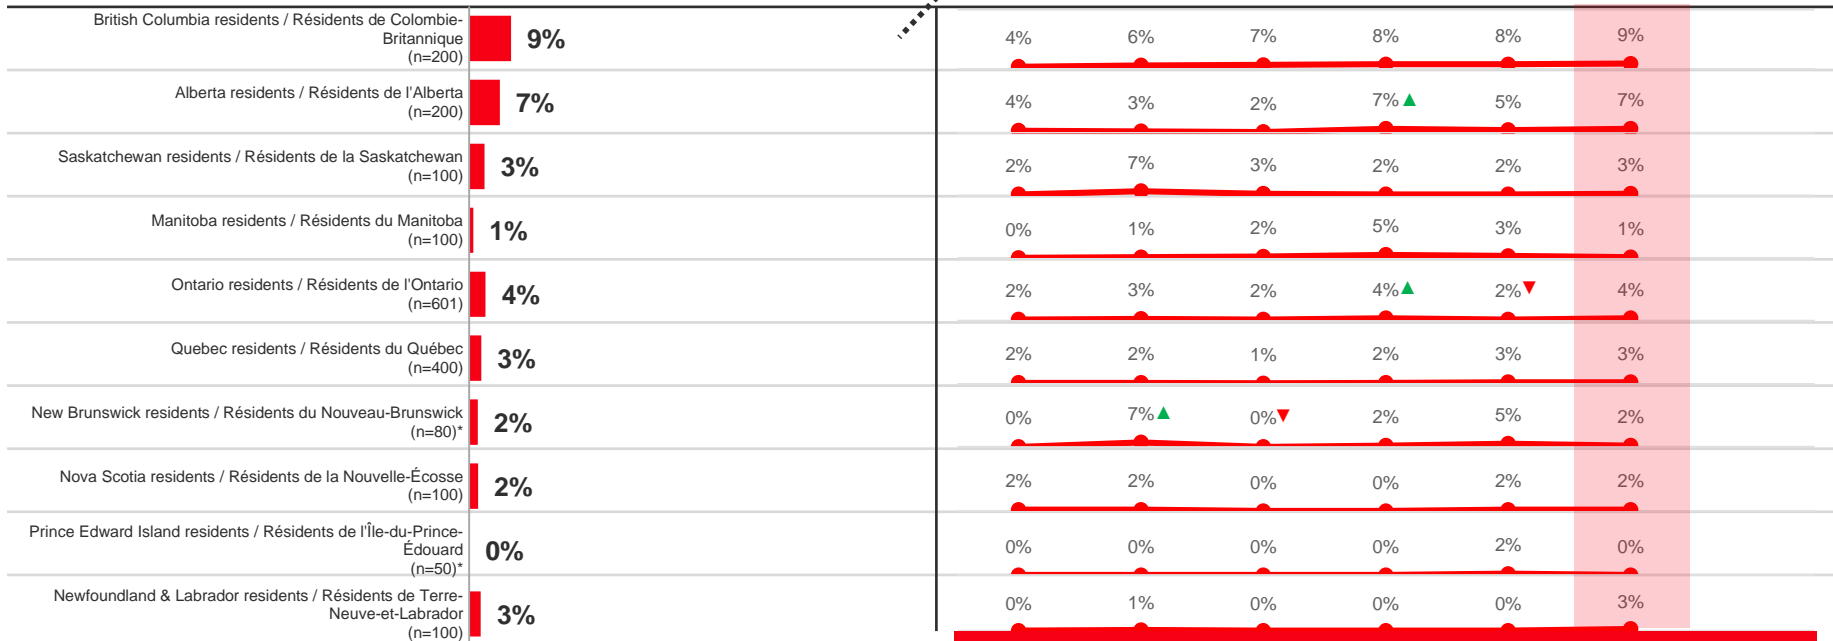 British Columbia residents / Résidents de Colombie-
Britannique
(n=200)
9%
4% 6% 7% 8% 8% 9%
Alberta residents / Résidents de l'Alberta
(n=200)
7%
4% 3% 2% 7% ▲ 5% 7%
Saskatchewan residents / Résidents de la Saskatchewan
(n=100)
3%
2% 7% 3% 2% 2% 3%
Manitoba residents / Résidents du Manitoba
(n=100)
1%
0% 1% 2% 5% 3% 1%
Ontario residents / Résidents de l'Ontario
(n=601)
4%
2% 3% 2% 4% ▲ 2% ▼ 4%
Quebec residents / Résidents du Québec
(n=400)
3%
2% 2% 1% 2% 3% 3%
New Brunswick residents / Résidents du Nouveau-Brunswick
(n=80)*
2%
0% 7% ▲ 0% ▼ 2% 5% 2%
Nova Scotia residents / Résidents de la Nouvelle-Écosse
(n=100)
2%
2% 2% 0% 0% 2% 2%
Prince Edward Island residents / Résidents de l'Île-du-Prince-
Édouard
(n=50)*
0%
0% 0% 0% 0% 2% 0%
Newfoundland & Labrador residents / Résidents de Terre-
Neuve-et-Labrador
(n=100)
3%
0% 1% 0% 0% 0% 3%